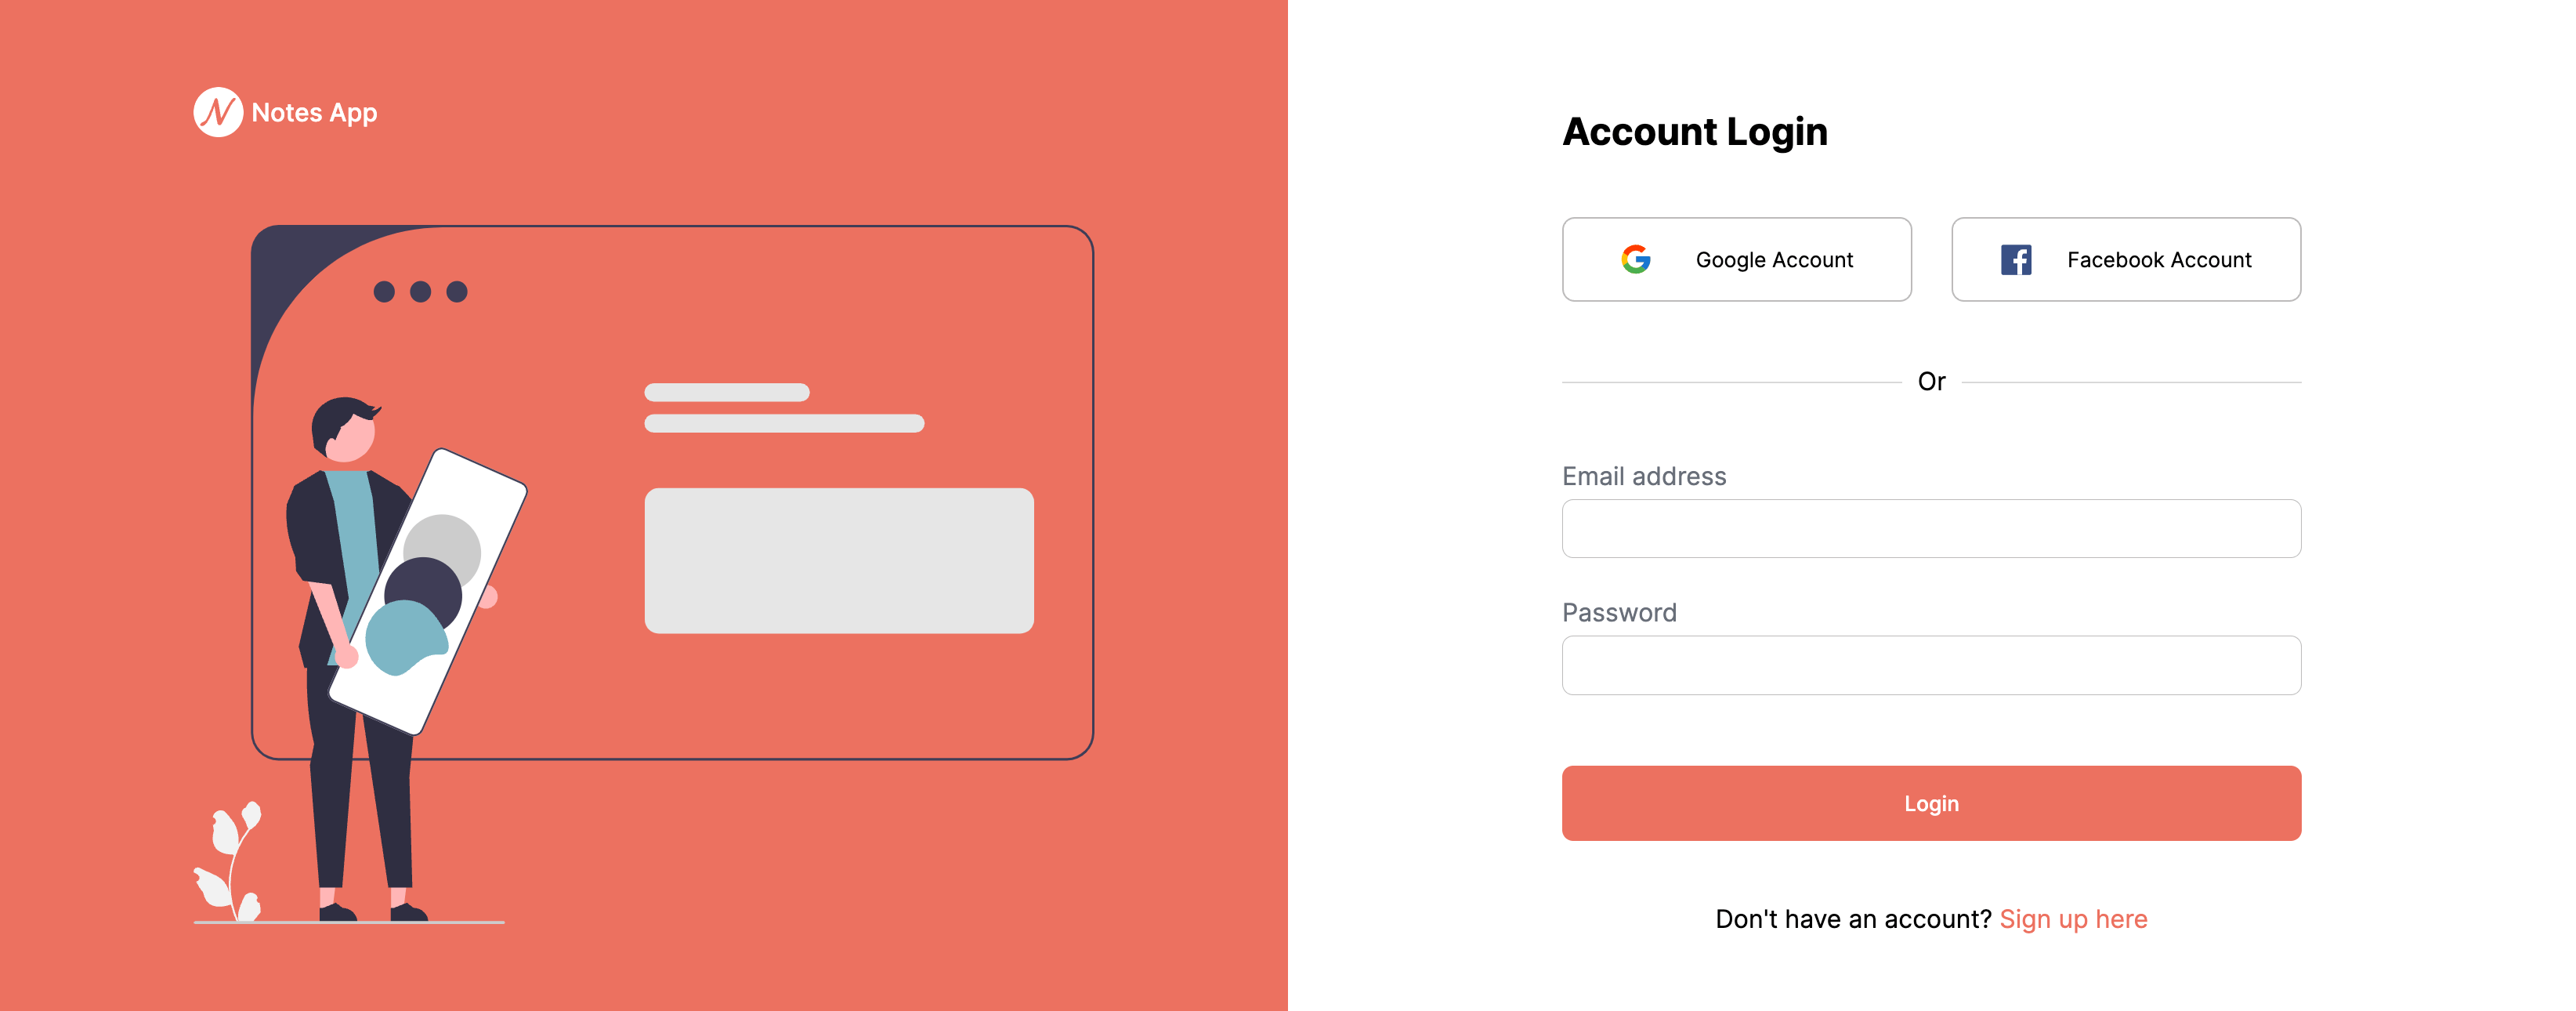 Notes App
Account Login
Google Account
Facebook Account
Or
Email address
Password
Login
Don't have an account? Sign up here